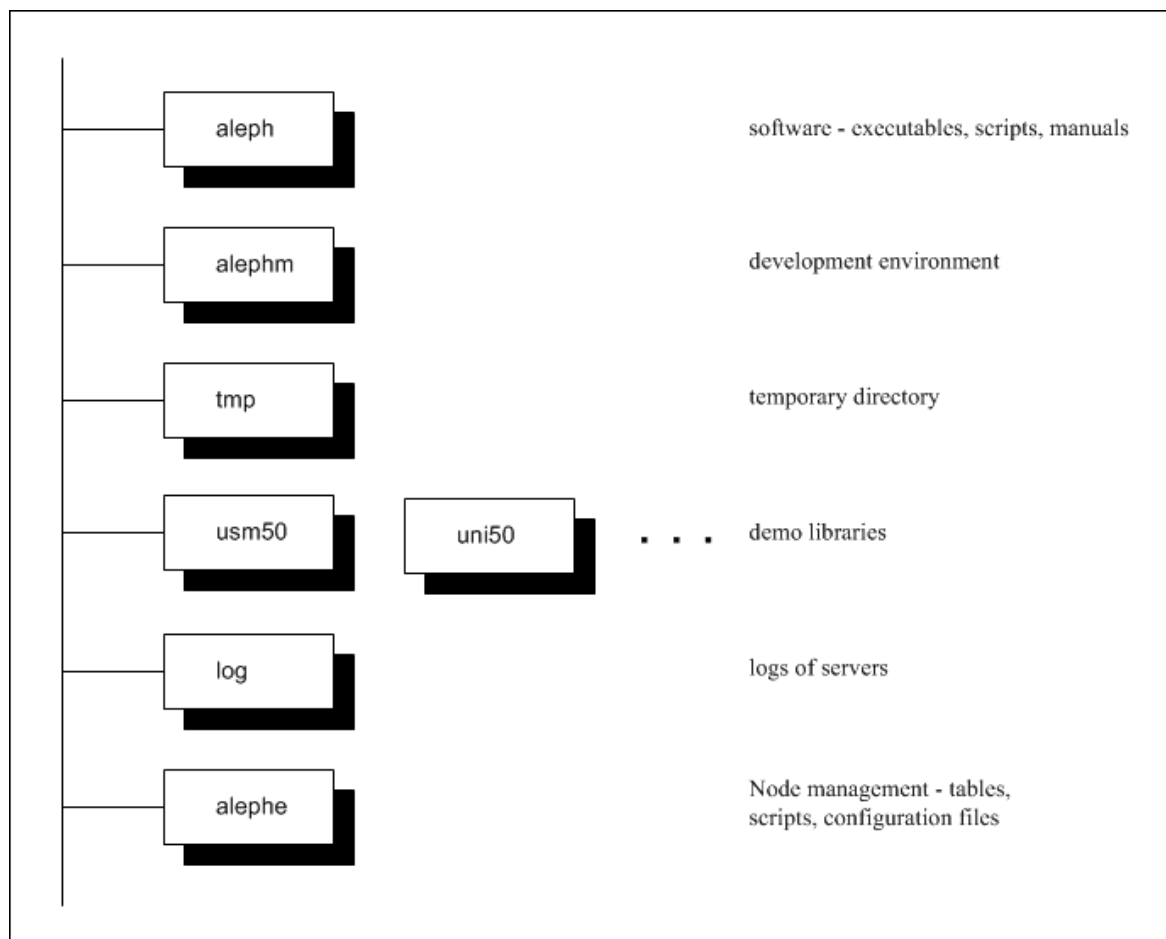 aleph
software - executables, scripts, manuals
alephm
development environment
tmp
temporary directory
usm50
uni50
. . .
demo libraries
log
logs of servers
alephe
Node management - tables,
scripts, configuration files